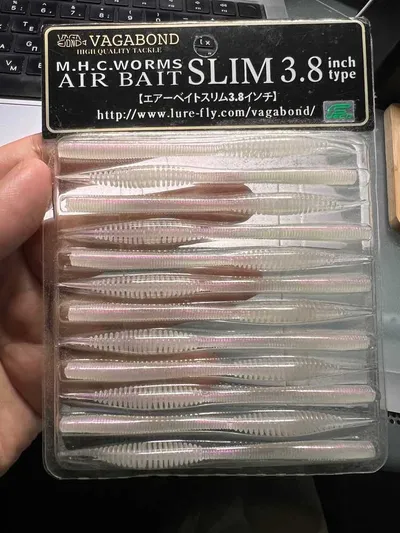 VAGABOND
HIGH QUALITY TACKLE
M.H.C.WORMS
AIR BAIT SLIM 3.8 inch type
【エアーベイトスリム3.8インチ】
http://www.lure-fly.com/vagabond/